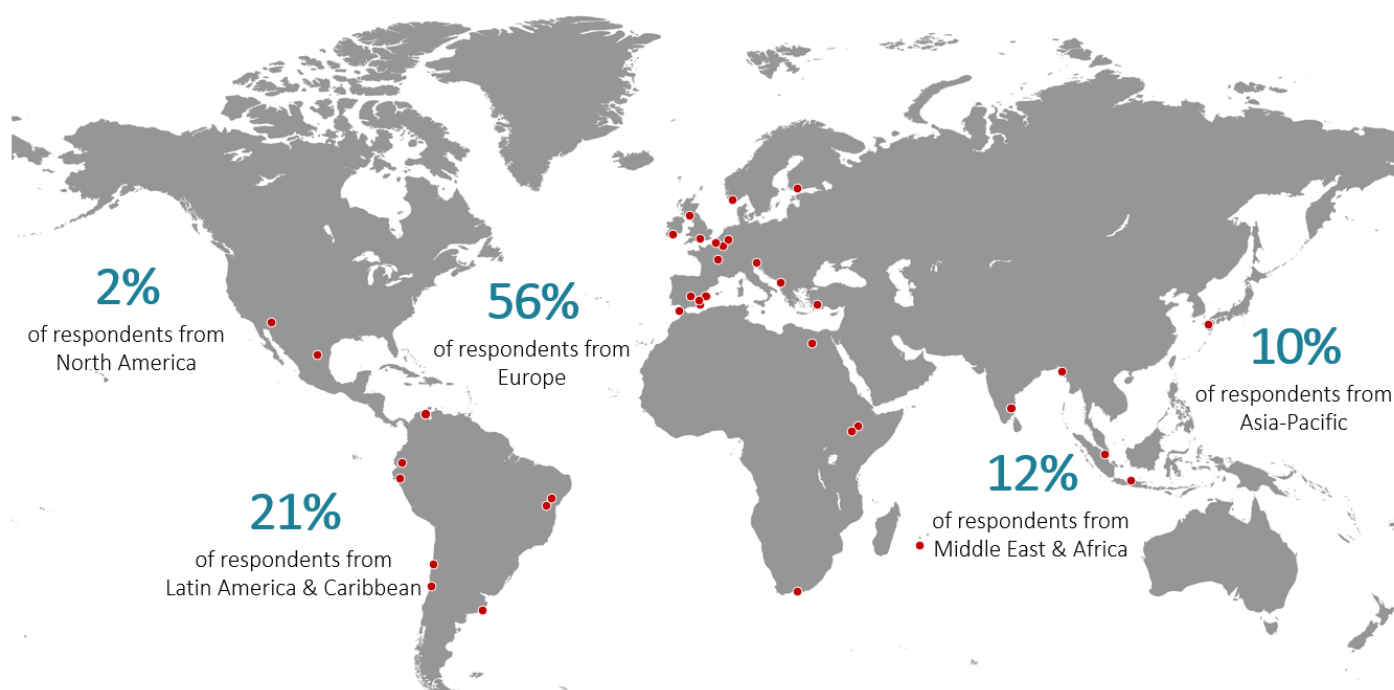 2%
of respondents from
North America
56%
of respondents from
Europe
10%
of respondents from
Asia-Pacific
21%
of respondents from
Latin America & Caribbean
12%
of respondents from
Middle East & Africa